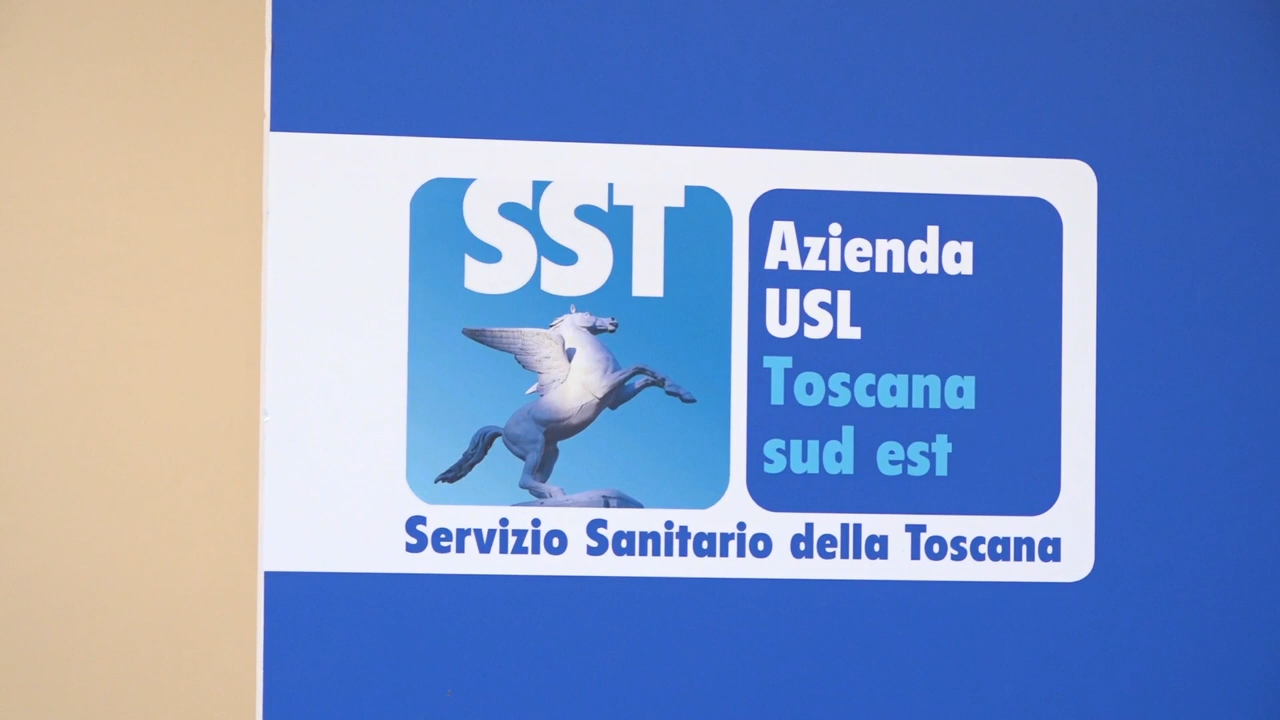 SST
Azienda
USL
Toscana
sud est
Servizio Sanitario della Toscana